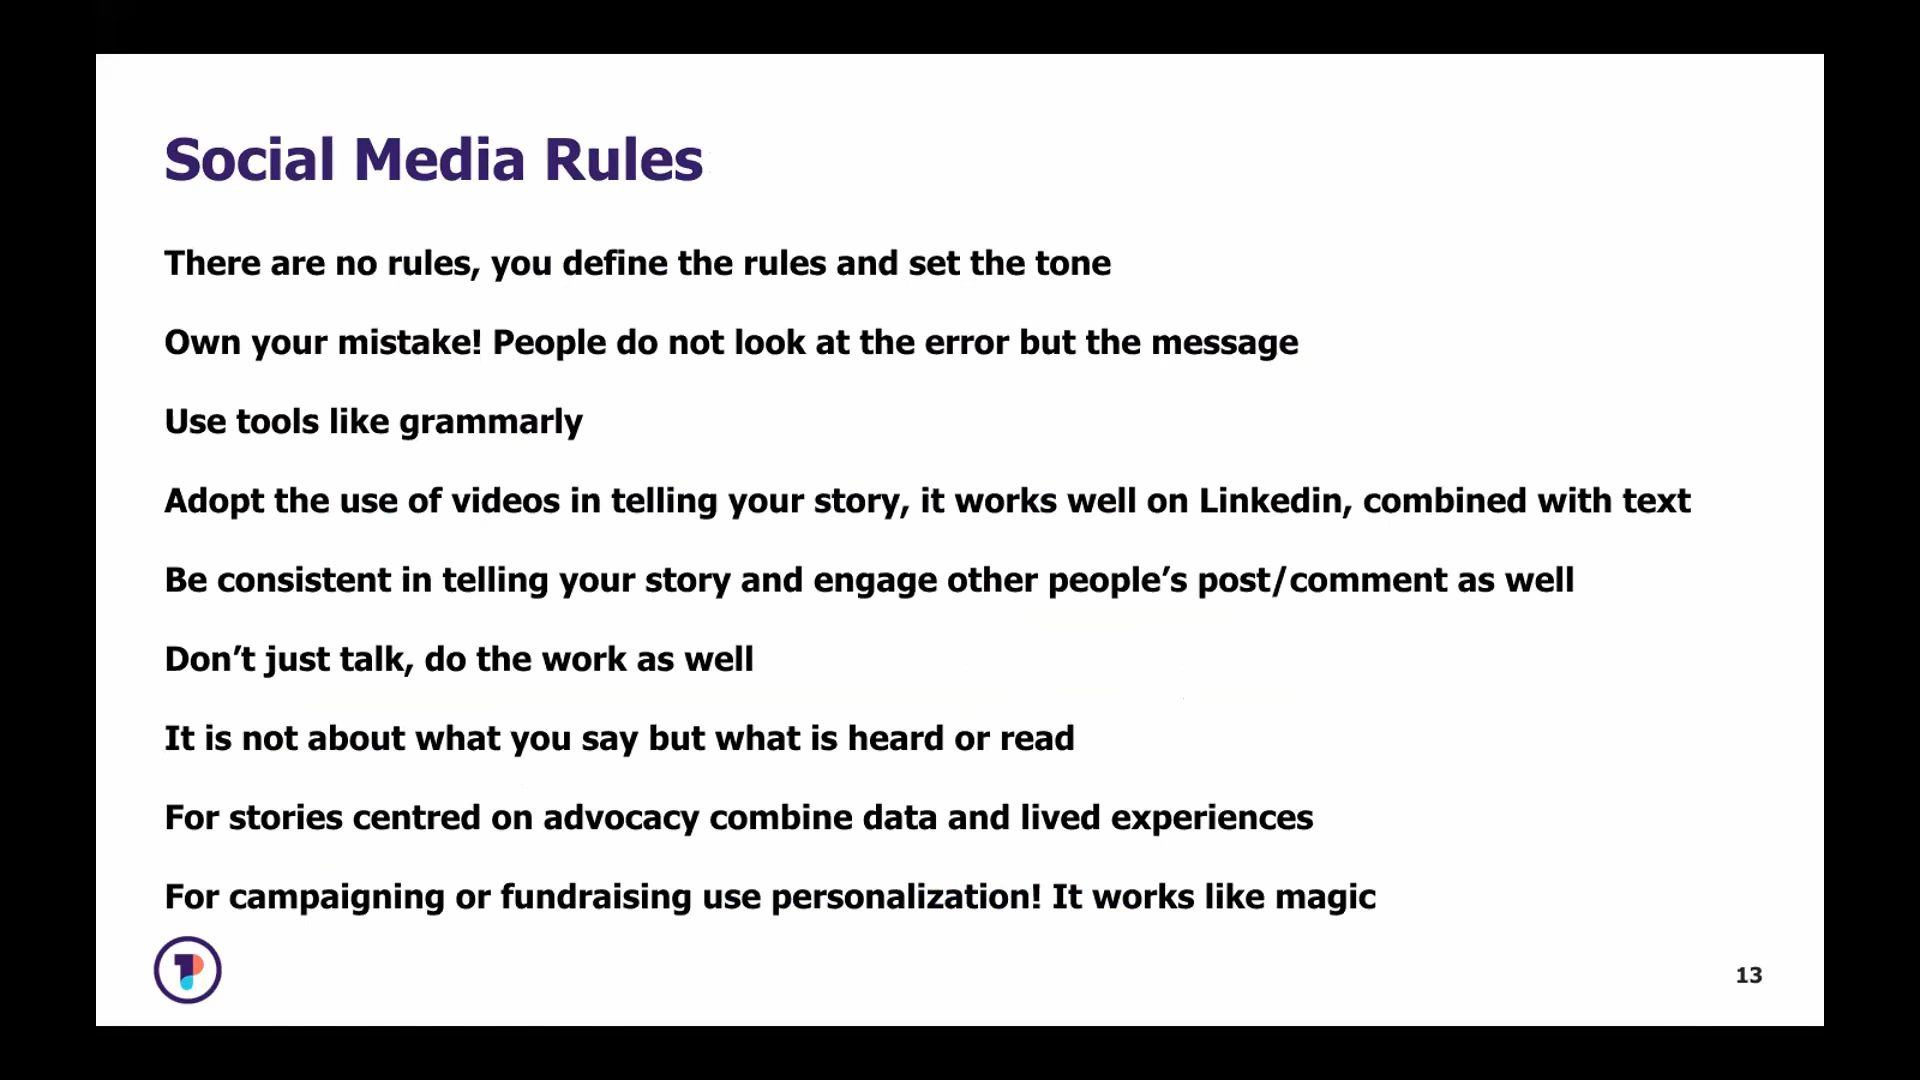 Social Media Rules
There are no rules, you define the rules and set the tone
Own your mistake! People do not look at the error but the message
Use tools like grammarly
Adopt the use of videos in telling your story, it works well on Linkedin, combined with text
Be consistent in telling your story and engage other people’s post/comment as well
Don’t just talk, do the work as well
It is not about what you say but what is heard or read
For stories centred on advocacy combine data and lived experiences
For campaigning or fundraising use personalization! It works like magic
13